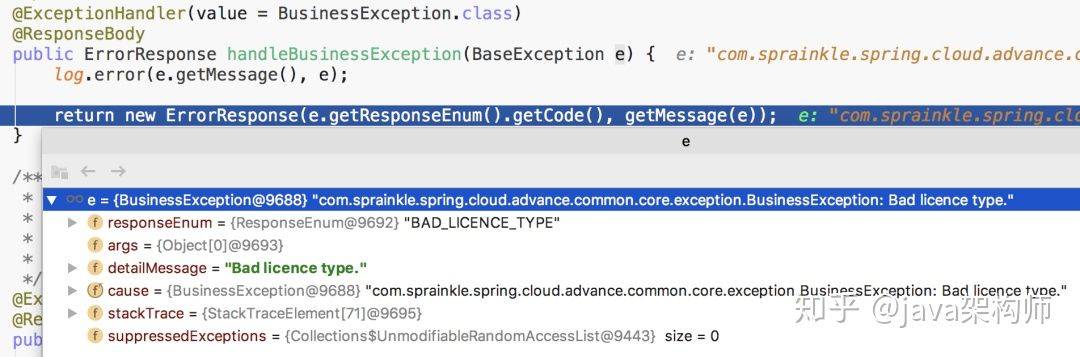 @ExceptionHandler(value = BusinessException.class)
@ResponseBody
public ErrorResponse handleBusinessException(BaseException e) {  e: "com.sprainkle.spring.cloud.advance.c
log.error(e.getMessage(), e);
return new ErrorResponse(e.getResponseEnum().getCode(), getMessage(e));  e: "com.sprainkle.spring.clo
}
e
/**
*
e = {BusinessException@9688} "com.sprainkle.spring.cloud.advance.common.core.exception.BusinessException: Bad licence type."
*
f responseEnum = {ResponseEnum@9692} "BAD_LICENCE_TYPE"
*
f args = {Object[0]@9693}
*
f detailMessage = "Bad licence type."
*/
@Ex
f cause = {BusinessException@9688} "com.sprainkle.spring.cloud.advance.common.core.exception BusinessException: Bad licence type."
@Re
f stackTrace = {StackTraceElement[71]@9695}
pub
f suppressedExceptions = {Collections$UnmodifiableRandomAccessList@9443}  size = 0
知乎 @java架构师